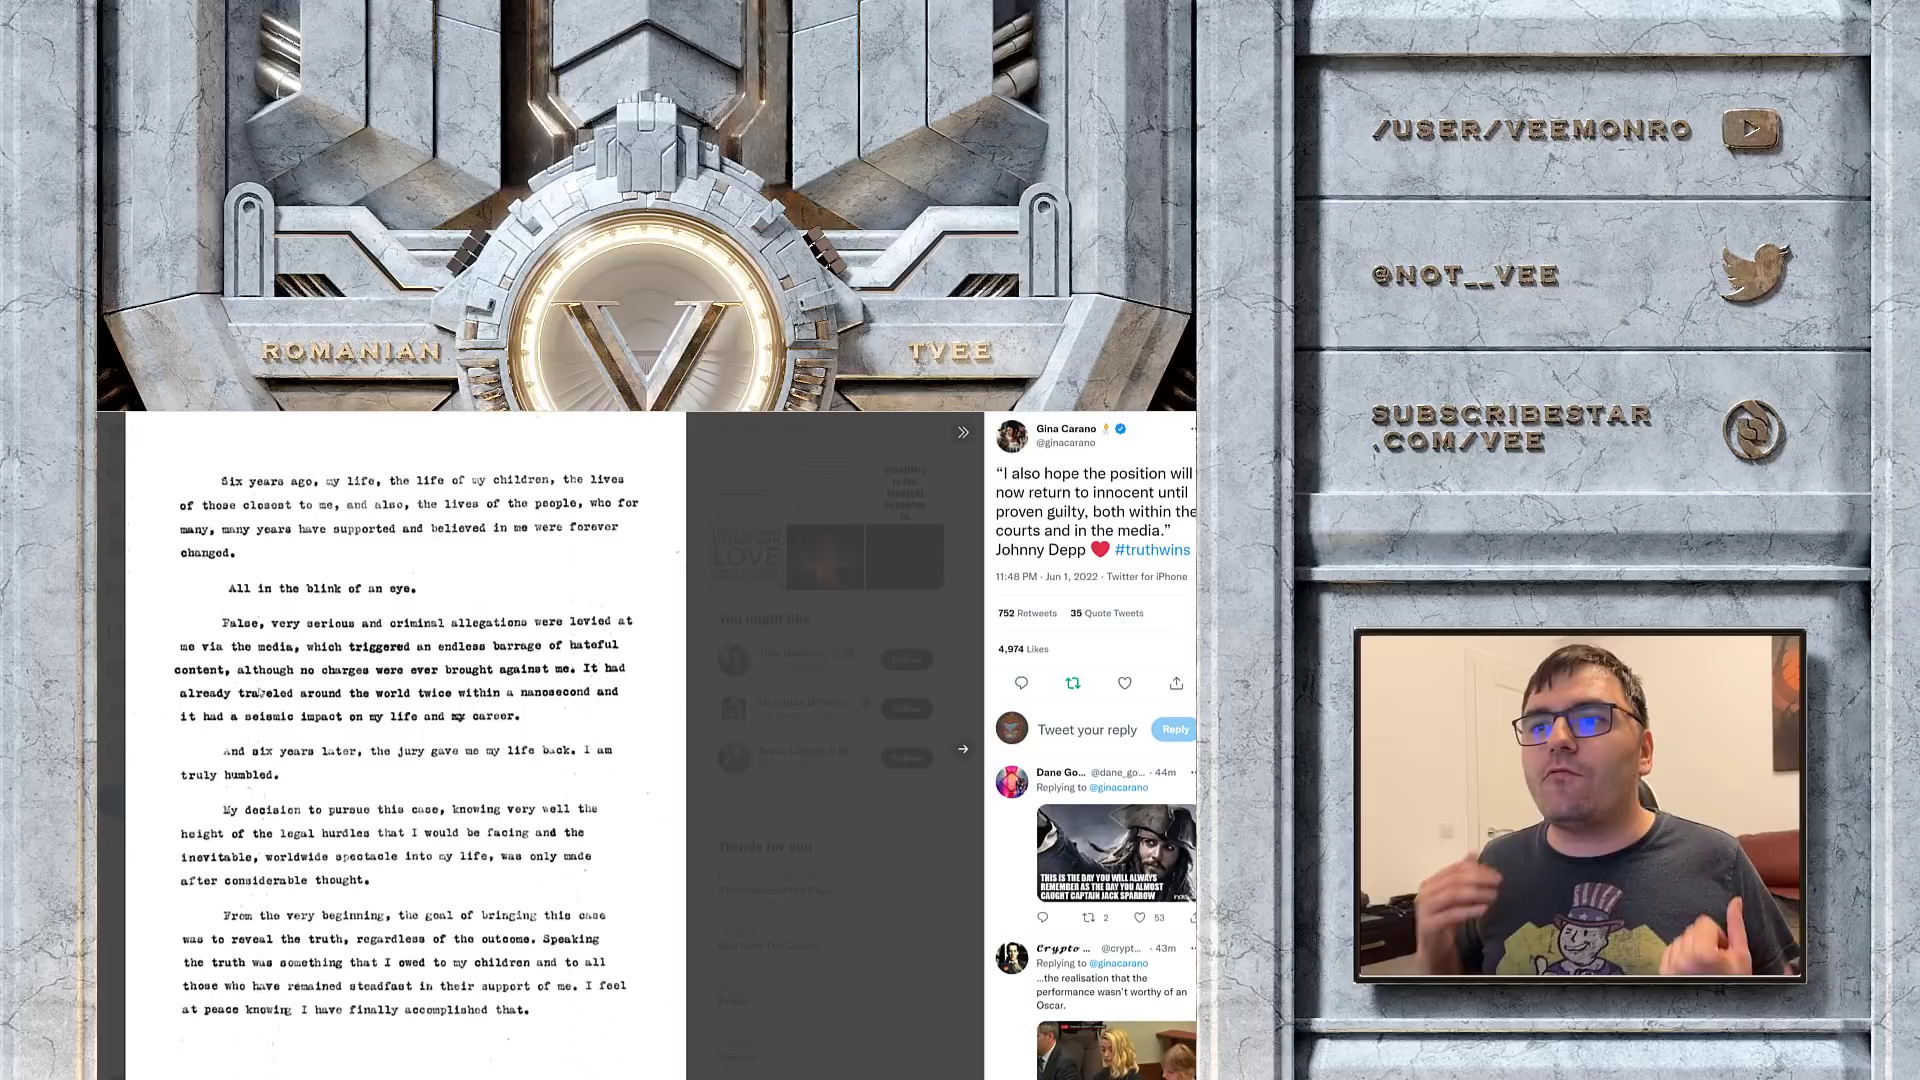 /USER/VEEMONRO
@NOT__VEE
SUBSCRIBESTAR
.COM/VEE
ROMANIAN
V
TVEE
Six years ago, my life, the life of my children, the lives
of those closest to me, and also, the lives of the people, who for
many, many years have supported and believed in me were forever
changed.
All in the blink of an eye.
False, very serious and criminal allegations were levied at
me via the media, which triggered an endless barrage of hateful
content, although no charges were ever brought against me. It had
already traveled around the world twice within a nanosecond and
it had a seismic impact on my life and my career.
And six years later, the jury gave me my life back. I am
truly humbled.
My decision to pursue this case, knowing very well the
height of the legal hurdles that I would be facing and the
inevitable, worldwide spectacle into my life, was only made
after considerable thought.
From the very beginning, the goal of bringing this case
was to reveal the truth, regardless of the outcome. Speaking
the truth was something that I owed to my children and to all
those who have remained steadfast in their support of me. I feel
at peace knowing I have finally accomplished that.
LOVE
You might like
Follow
Follow
Follow
Trends for you
Gina Carano
@ginacarano
“I also hope the position will
now return to innocent until
proven guilty, both within the
courts and in the media.”
Johnny Depp ❤️ #truthwins
11:48 PM · Jun 1, 2022 · Twitter for iPhone
752 Retweets 35 Quote Tweets
4,974 Likes
Tweet your reply
Reply
Dane Go... @dane_go... · 44m
Replying to @ginacarano
THIS IS THE DAY YOU WILL ALWAYS
REMEMBER AS THE DAY YOU ALMOST
CAUGHT CAPTAIN JACK SPARROW
2 53
Crypto ... @crypt... · 43m
Replying to @ginacarano
...the realisation that the
performance wasn't worthy of an
Oscar.